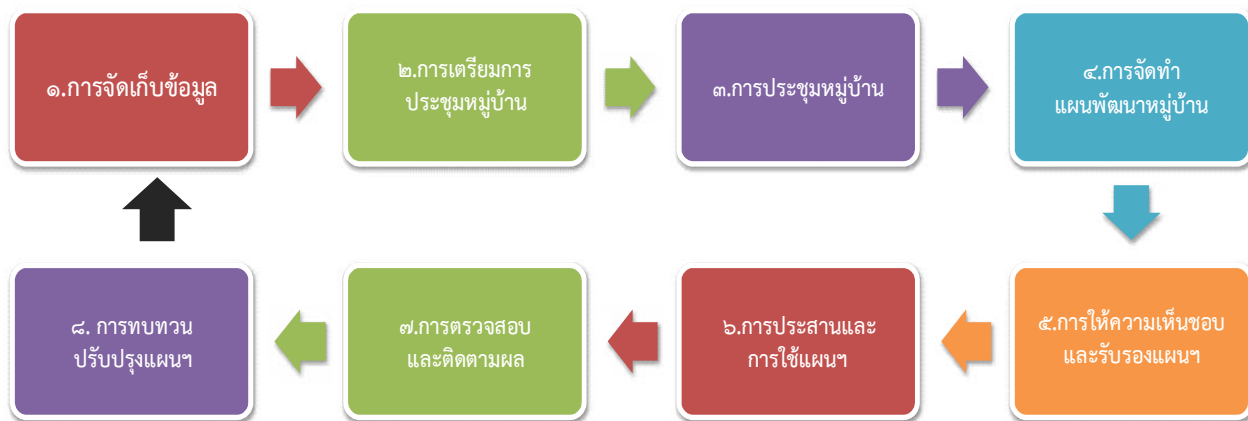 ๑.การจัดเก็บข้อมูล
๒.การเตรียมการ
ประชุมหมู่บ้าน
๓.การประชุมหมู่บ้าน
๔.การจัดทำ
แผนพัฒนาหมู่บ้าน
๕.การให้ความเห็นชอบ
และรับรองแผนฯ
๖.การประสานและ
การใช้แผนฯ
๗.การตรวจสอบ
และติดตามผล
๘. การทบทวน
ปรับปรุงแผนฯ